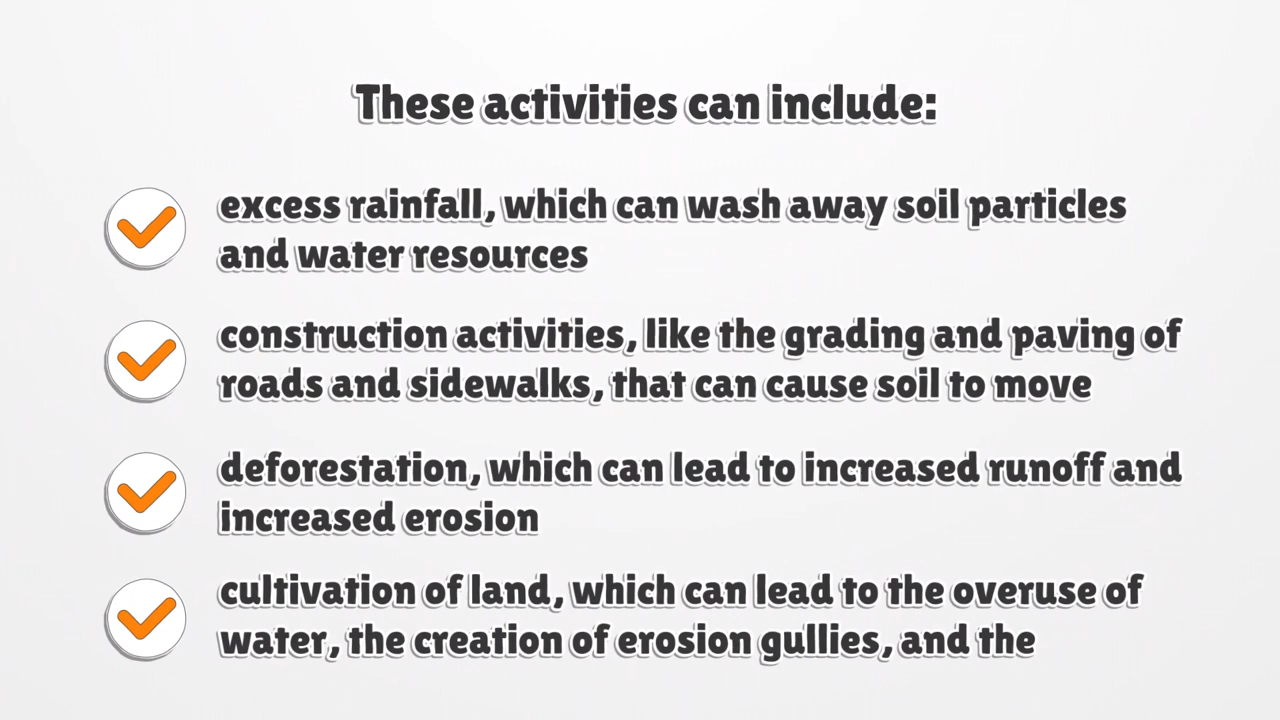 These activities can include:
excess rainfall, which can wash away soil particles
and water resources
construction activities, like the grading and paving of
roads and sidewalks, that can cause soil to move
deforestation, which can lead to increased runoff and
increased erosion
cultivation of land, which can lead to the overuse of
water, the creation of erosion gullies, and the